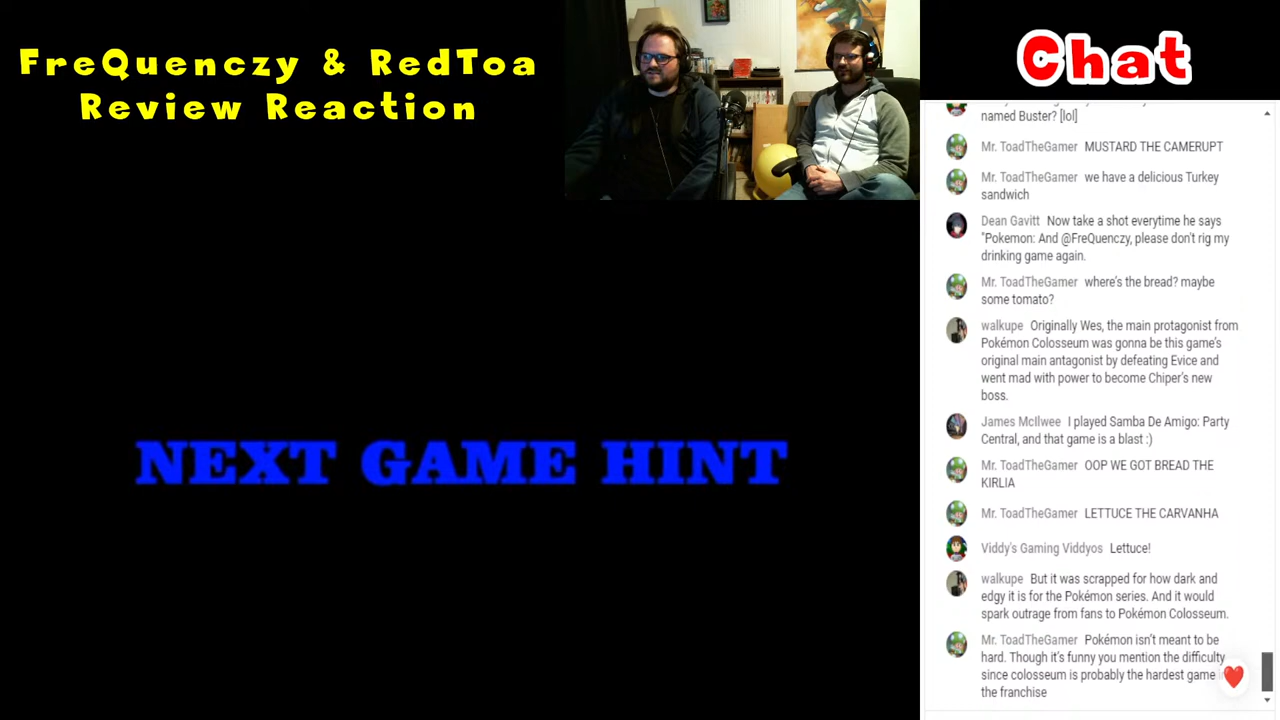 FreQuenczy & RedToa
Review Reaction
Chat
named Buster? [lol]
Mr. ToadTheGamer MUSTARD THE CAMERUPT
Mr. ToadTheGamer we have a delicious Turkey
sandwich
Dean Gavitt Now take a shot everytime he says
"Pokemon: And @FreQuenczy, please don't rig my
drinking game again.
Mr. ToadTheGamer where's the bread? maybe
some tomato?
walkupe Originally Wes, the main protagonist from
Pokémon Colosseum was gonna be this game's
original main antagonist by defeating Evice and
went mad with power to become Chiper's new
boss.
James McIlwee I played Samba De Amigo: Party
Central, and that game is a blast :)
Mr. ToadTheGamer OOP WE GOT BREAD THE
KIRLIA
Mr. ToadTheGamer LETTUCE THE CARVANHA
Viddy's Gaming Viddyos Lettuce!
walkupe But it was scrapped for how dark and
edgy it is for the Pokémon series. And it would
spark outrage from fans to Pokémon Colosseum.
Mr. ToadTheGamer Pokémon isn't meant to be
hard. Though it's funny you mention the difficulty
since colosseum is probably the hardest game
the franchise
NEXT GAME HINT